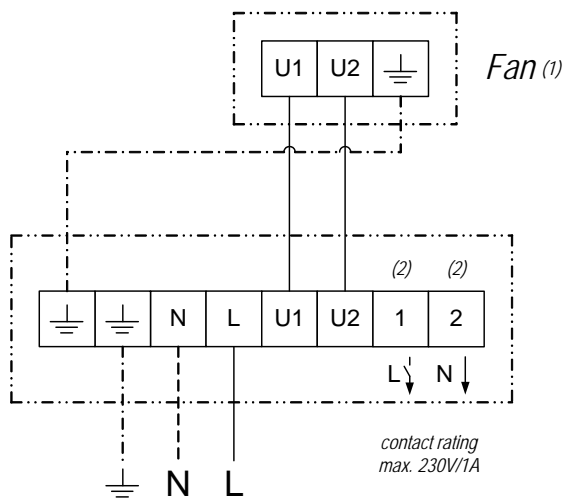 U1 U2
Fan (1)
(2) (2)
N L U1 U2 1 2
L N
contact rating
max. 230V/1A
N L